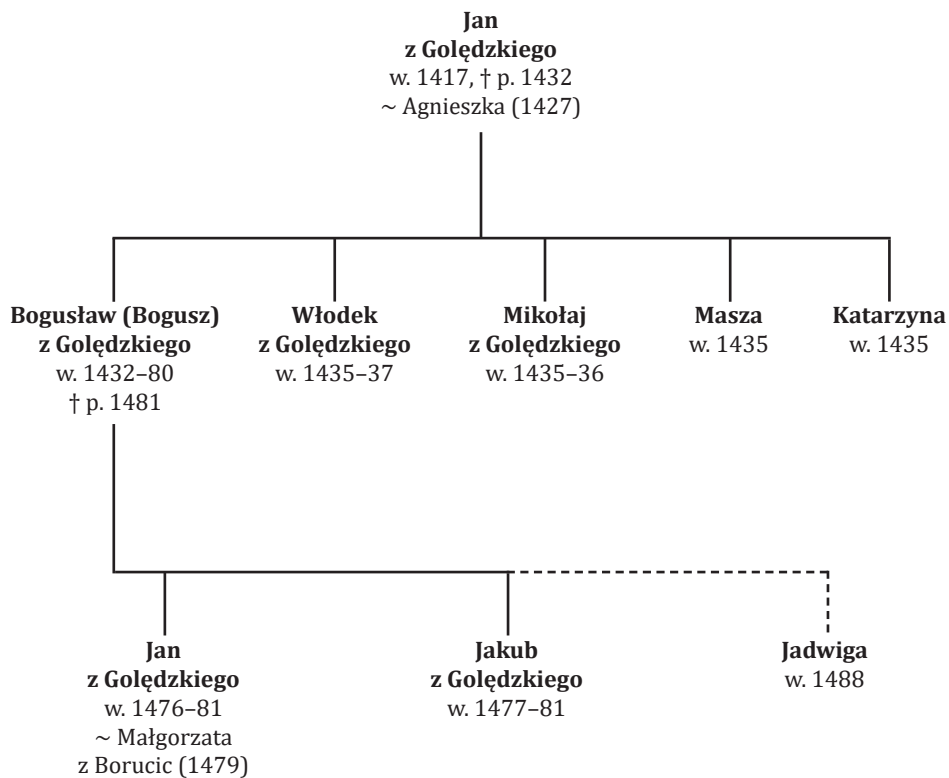 Jan
z Golędzkiego
w. 1417, † p. 1432
~ Agnieszka (1427)
Bogusław (Bogusz)
z Golędzkiego
w. 1432–80
† p. 1481
Włodek
z Golędzkiego
w. 1435–37
Mikołaj
z Golędzkiego
w. 1435–36
Masza
w. 1435
Katarzyna
w. 1435
Jan
z Golędzkiego
w. 1476–81
~ Małgorzata
z Borucic (1479)
Jakub
z Golędzkiego
w. 1477–81
Jadwiga
w. 1488